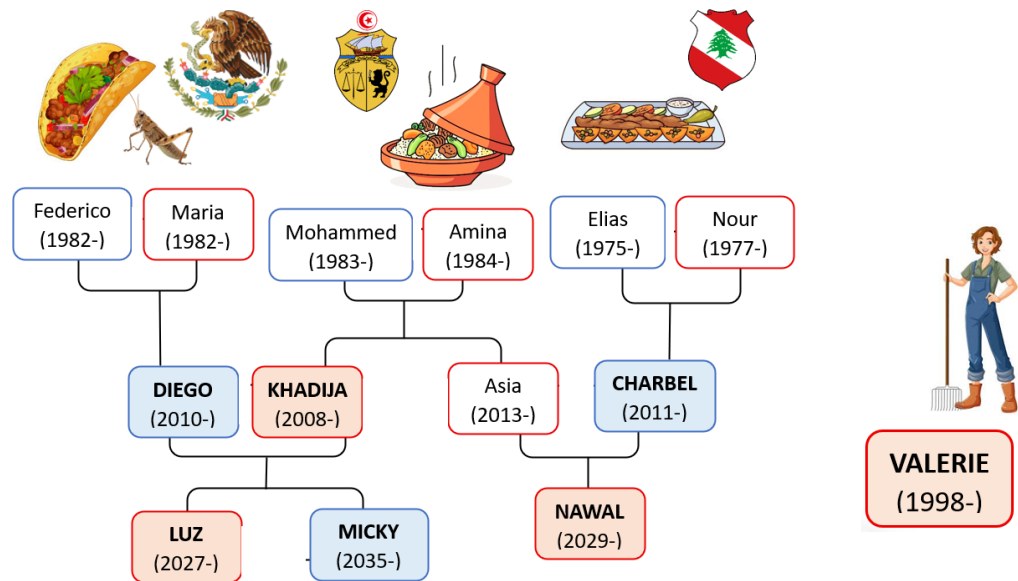 Federico
(1982-)
Maria
(1982-)
Mohammed
(1983-)
Amina
(1984-)
Elias
(1975-)
Nour
(1977-)
DIEGO
(2010-)
KHADIJA
(2008-)
Asia
(2013-)
CHARBEL
(2011-)
VALERIE
(1998-)
LUZ
(2027-)
MICKY
(2035-)
NAWAL
(2029-)